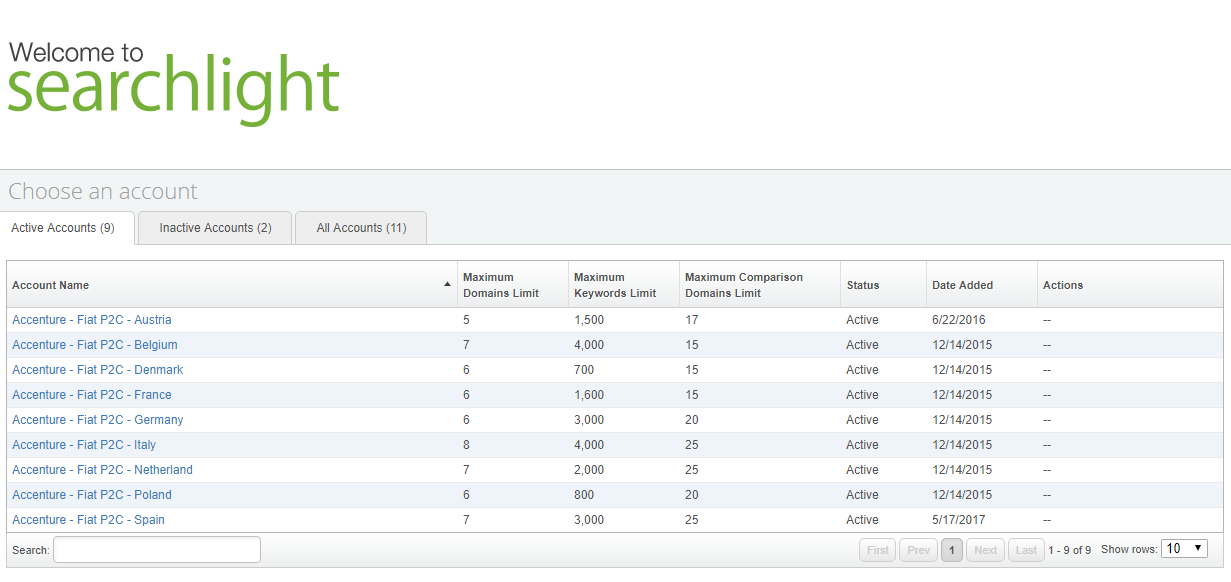 Welcome to
searchlight
Choose an account
Active Accounts (9) Inactive Accounts (2) All Accounts (11)
Account Name ▲ Maximum Domains Limit Maximum Keywords Limit Maximum Comparison Domains Limit Status Date Added Actions
Accenture - Fiat P2C - Austria 5 1,500 17 Active 6/22/2016 --
Accenture - Fiat P2C - Belgium 7 4,000 15 Active 12/14/2015 --
Accenture - Fiat P2C - Denmark 6 700 15 Active 12/14/2015 --
Accenture - Fiat P2C - France 6 1,600 15 Active 12/14/2015 --
Accenture - Fiat P2C - Germany 6 3,000 20 Active 12/14/2015 --
Accenture - Fiat P2C - Italy 8 4,000 25 Active 12/14/2015 --
Accenture - Fiat P2C - Netherland 7 2,000 25 Active 12/14/2015 --
Accenture - Fiat P2C - Poland 6 800 20 Active 12/14/2015 --
Accenture - Fiat P2C - Spain 7 3,000 25 Active 5/17/2017 --
Search: First Prev 1 Next Last 1 - 9 of 9 Show rows: 10 ▼